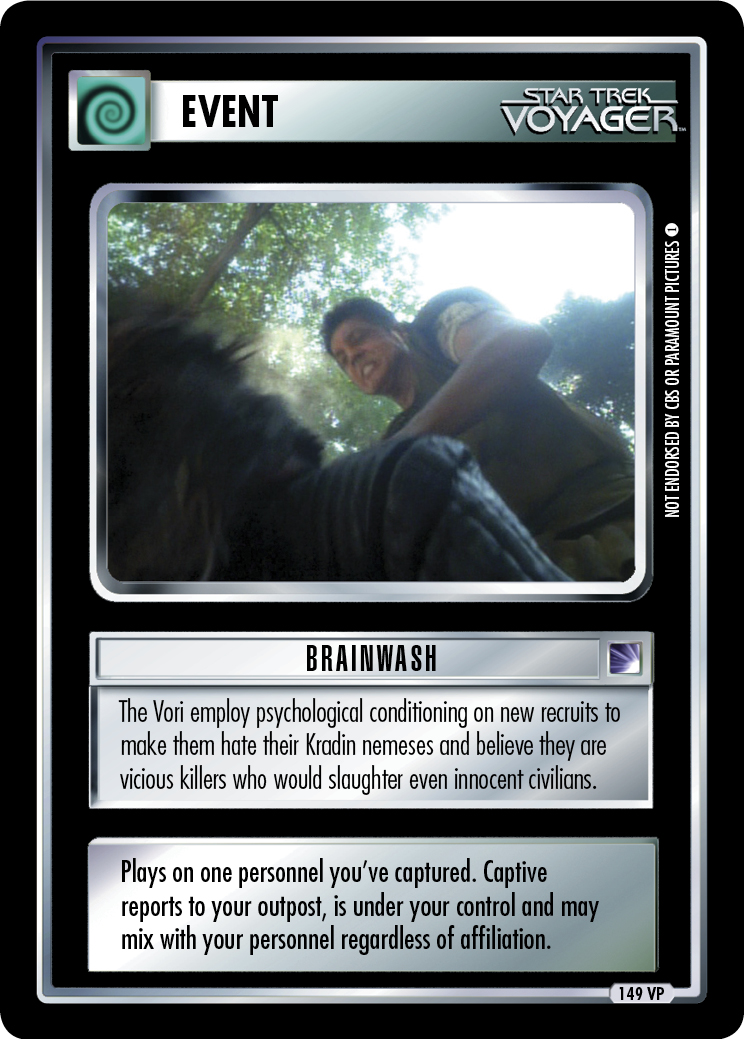 EVENT
STAR TREK
VOYAGER™
NOT ENDORSED BY CBS OR PARAMOUNT PICTURES 1
BRAINWASH
The Vori employ psychological conditioning on new recruits to
make them hate their Kradin nemeses and believe they are
vicious killers who would slaughter even innocent civilians.
Plays on one personnel you’ve captured. Captive
reports to your outpost, is under your control and may
mix with your personnel regardless of affiliation.
149 VP